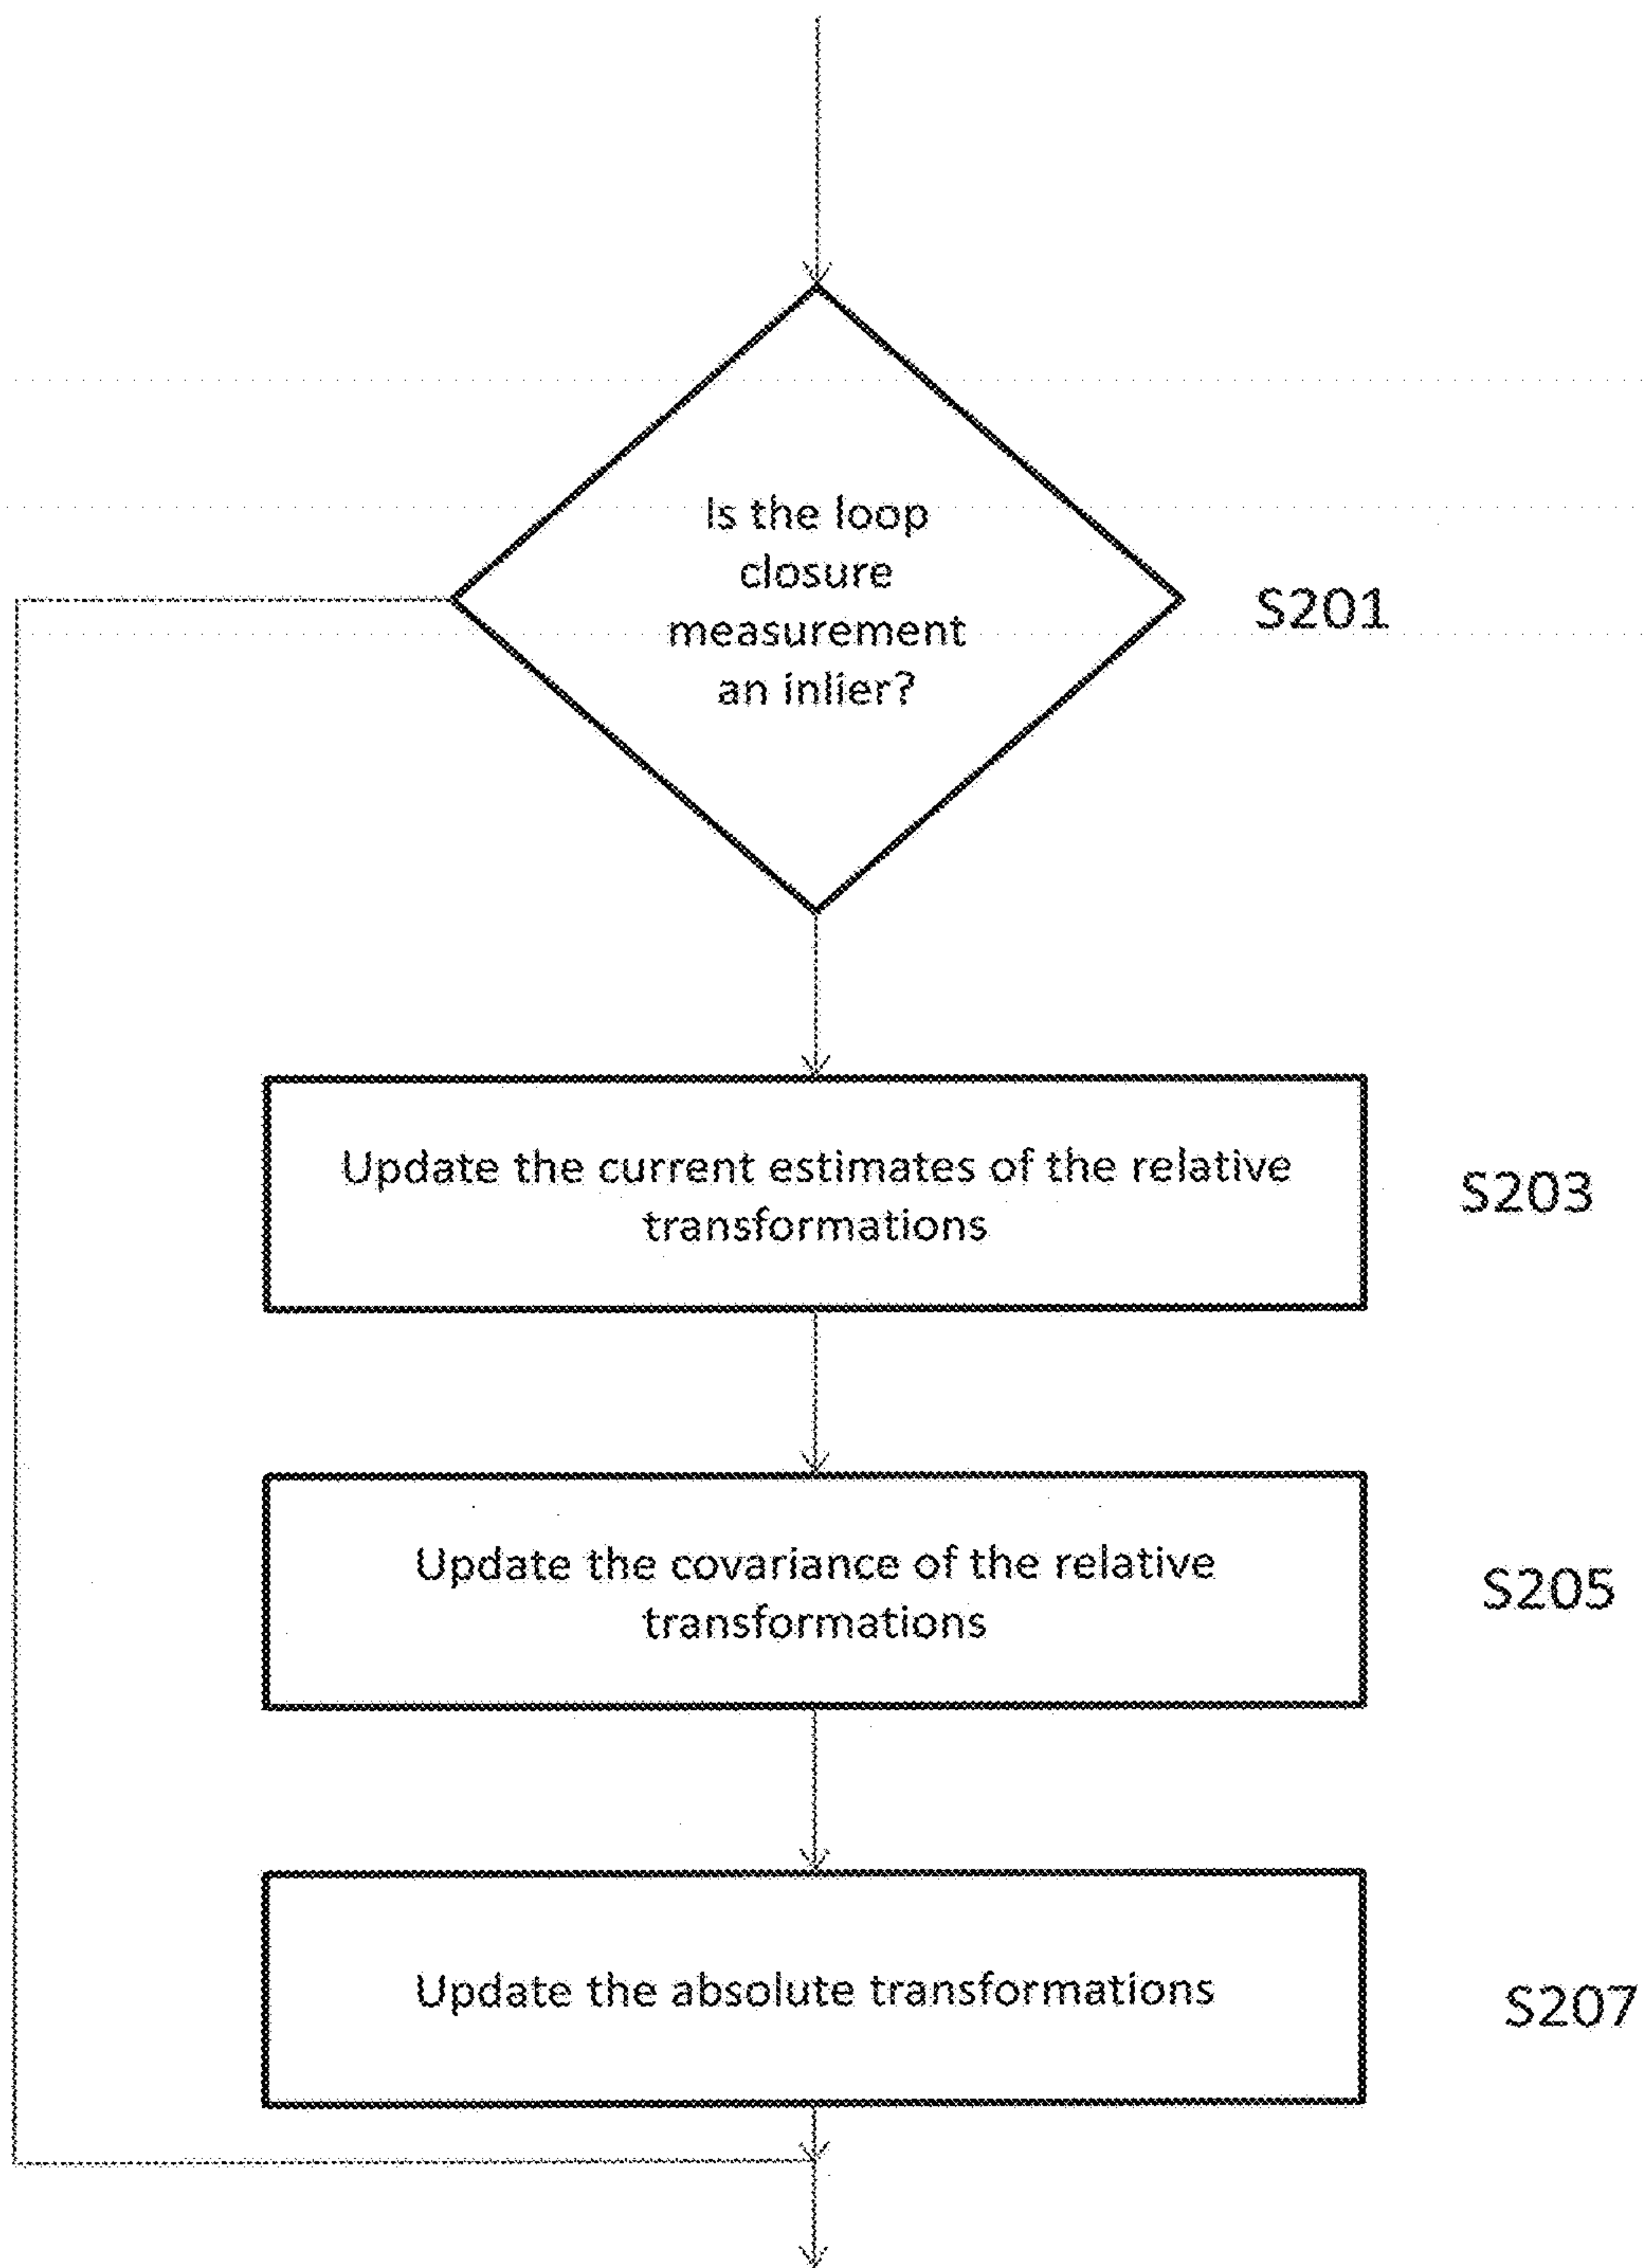 Is the loop
closure
measurement
an inlier?
S201
Update the current estimates of the relative
transformations
S203
Update the covariance of the relative
transformations
S205
Update the absolute transformations
S207